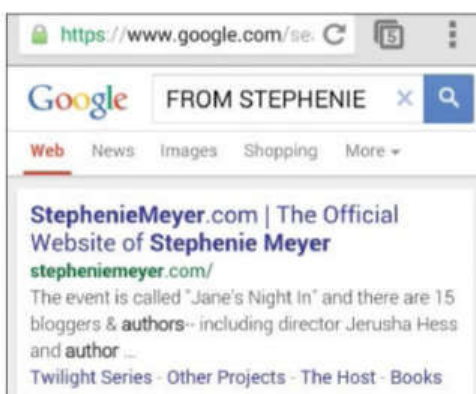 https://www.google.com/se
5
Google FROM STEPHENIE ×
Web News Images Shopping More
StephenieMeyer.com | The Official
Website of Stephenie Meyer
stepheniemeyer.com/
The event is called "Jane's Night In" and there are 15
bloggers & authors-- including director Jerusha Hess
and author ...
Twilight Series - Other Projects - The Host - Books